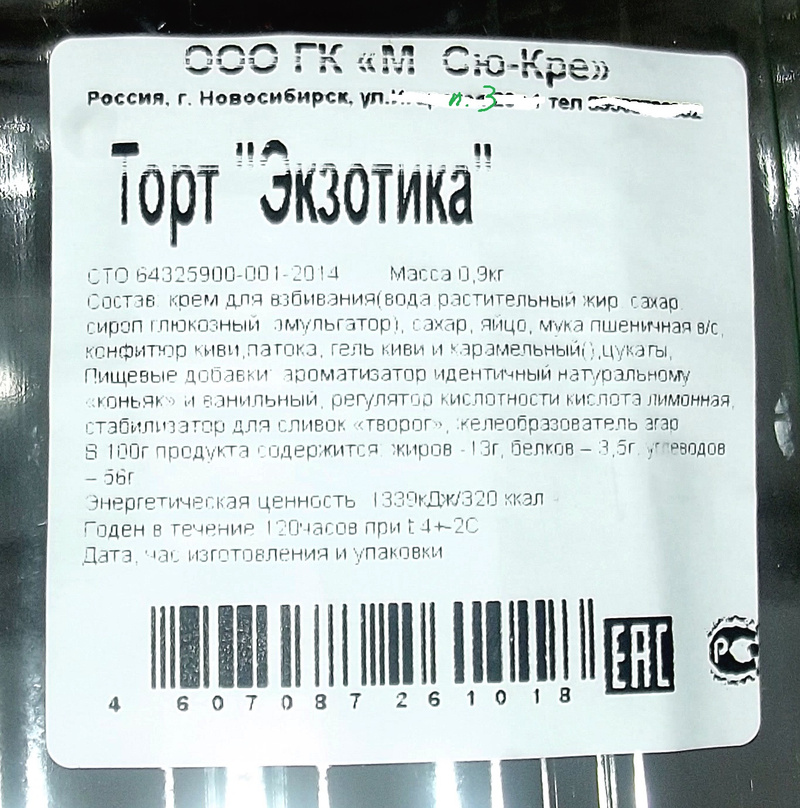 ООО ГК «М Сю-Кре»
Россия, г. Новосибирск, ул. тел
Торт "Экзотика"
СТО 64325900-001-2014 Масса 0,9кг
Состав: крем для взбивания(вода растительный жир сахар
сироп глюкозный эмульгатор), сахар, яйцо, мука пшеничная в/с,
конфитюр киви,патока, гель киви и карамельный(),цукаты,
Пищевые добавки: ароматизатор идентичный натуральному
«коньяк» и ванильный, регулятор кислотности кислота лимонная,
стабилизатор для сливок «творог», желеобразователь агар
В 100г продукта содержится: жиров -13г, белков – 3,5г, углеводов
– 56г
Энергетическая ценность 1339кДж/320 ккал
Годен в течение 120часов при t 4+-2С
Дата, час изготовления и упаковки
4 607087 261018
ЕАС
РС